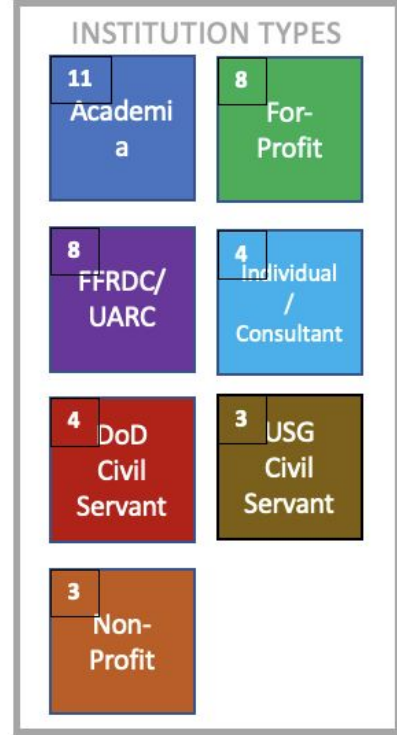 INSTITUTION TYPES
11
Academi
a
8
For-
Profit
8
FFRDC/
UARC
4
Individual
/
Consultant
4
DoD
Civil
Servant
3
USG
Civil
Servant
3
Non-
Profit